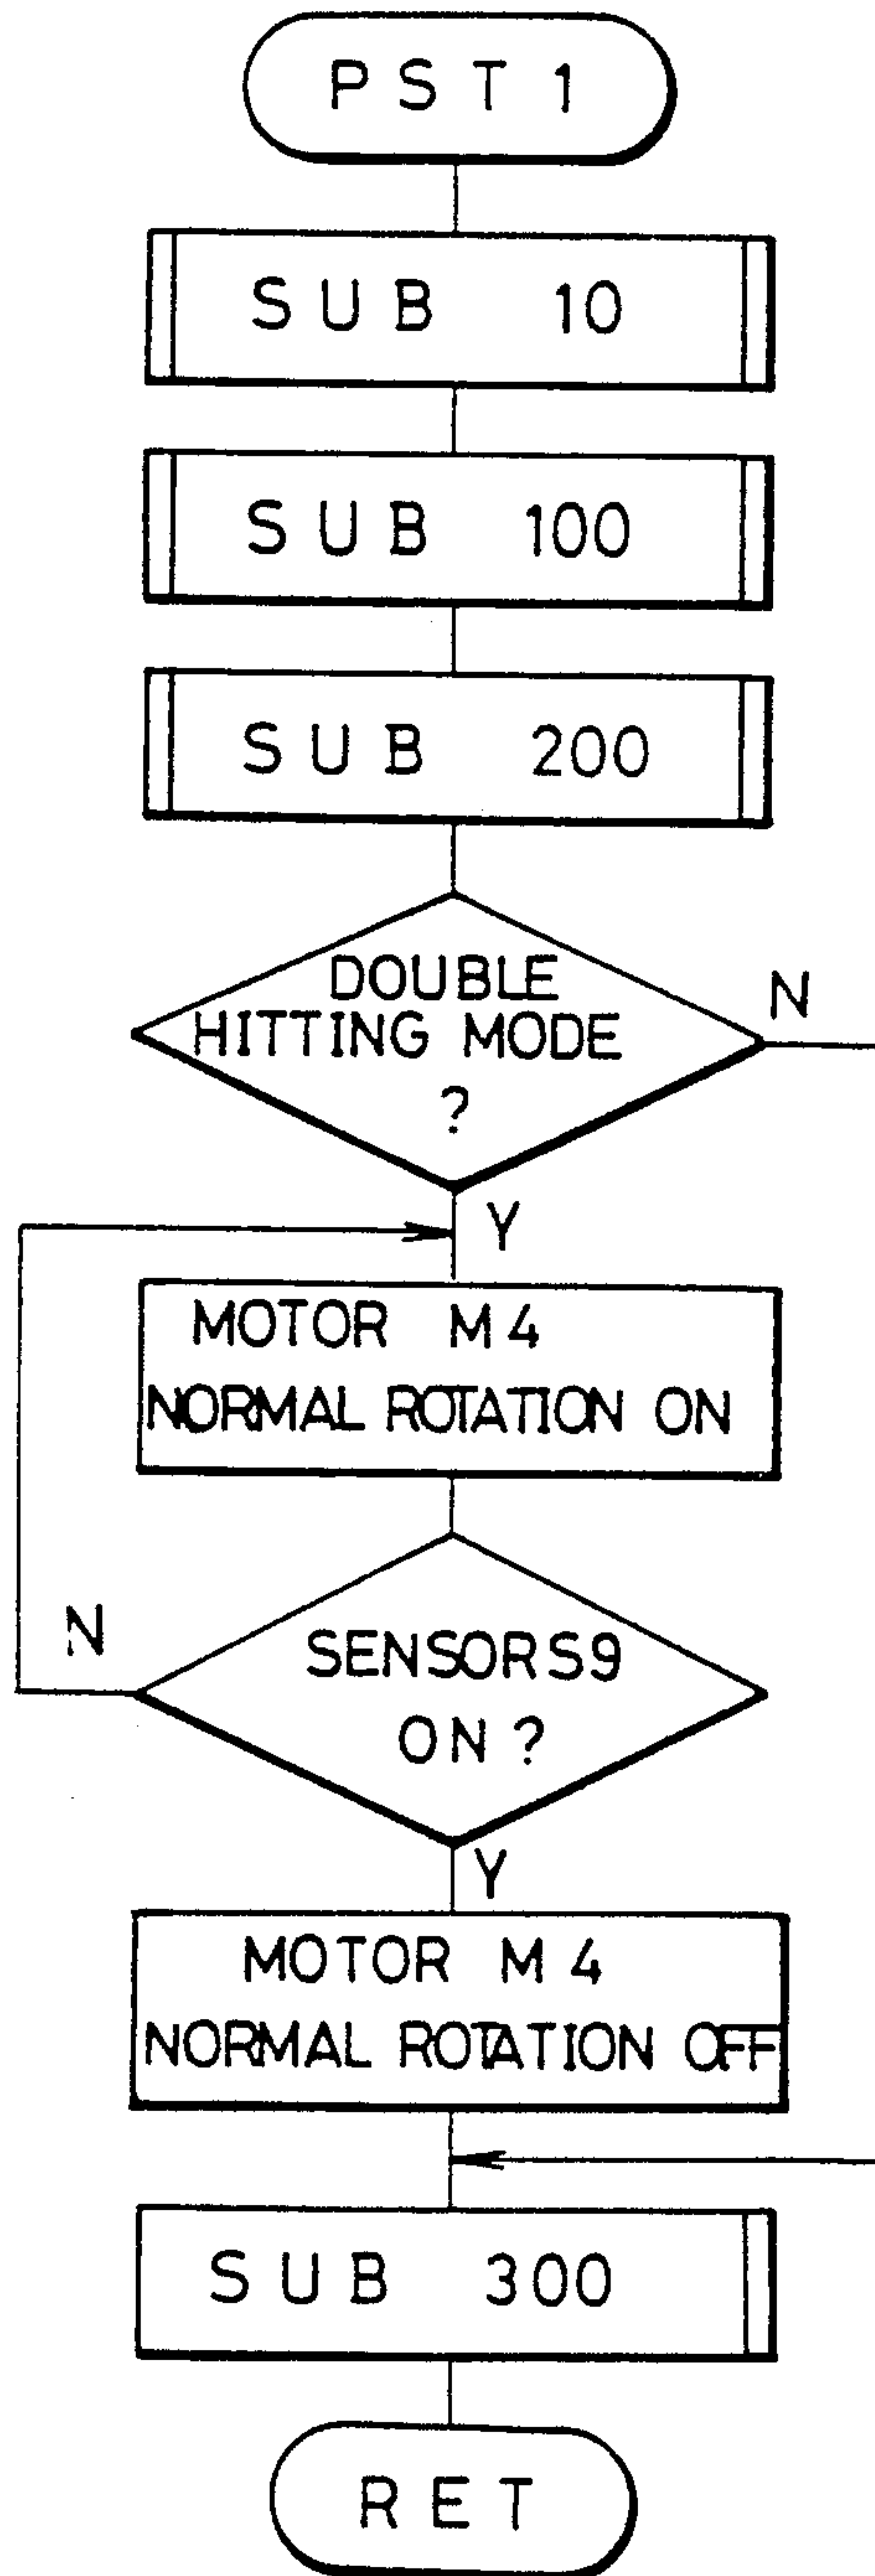 PST1
SUB 10
SUB 100
SUB 200
DOUBLE
HITTING MODE
?
N
Y
MOTOR M4
NORMAL ROTATION ON
N
SENSOR S9
ON?
Y
MOTOR M4
NORMAL ROTATION OFF
SUB 300
RET